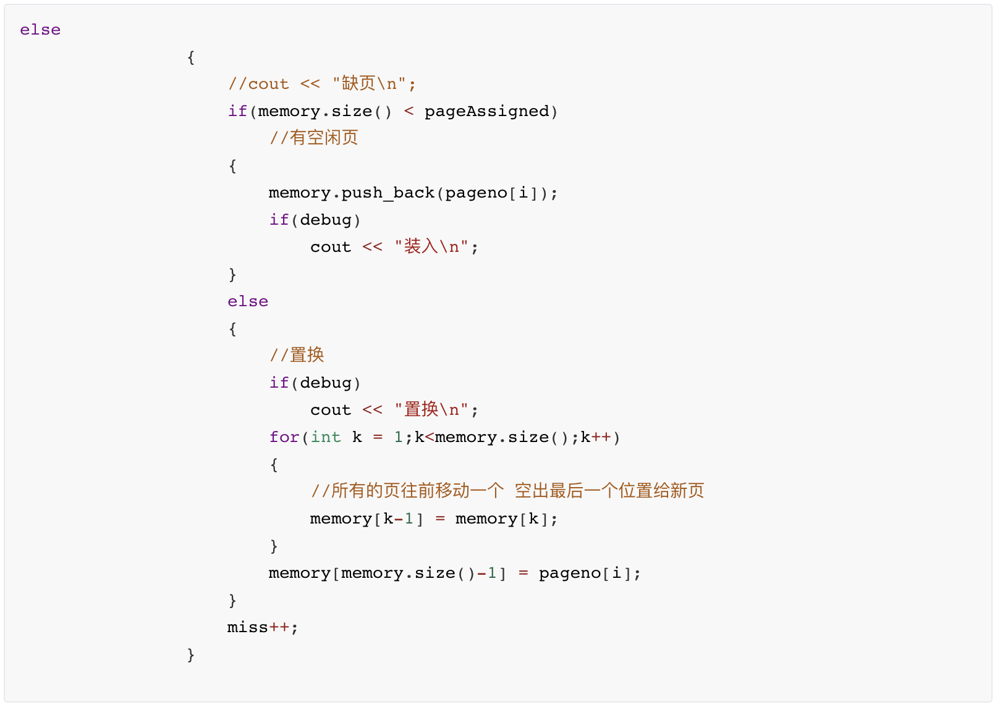 else
{
//cout << "缺页\n";
if(memory.size() < pageAssigned)
//有空闲页
{
memory.push_back(pageno[i]);
if(debug)
cout << "装入\n";
}
else
{
//置换
if(debug)
cout << "置换\n";
for(int k = 1;k<memory.size();k++)
{
//所有的页往前移动一个 空出最后一个位置给新页
memory[k-1] = memory[k];
}
memory[memory.size()-1] = pageno[i];
}
miss++;
}